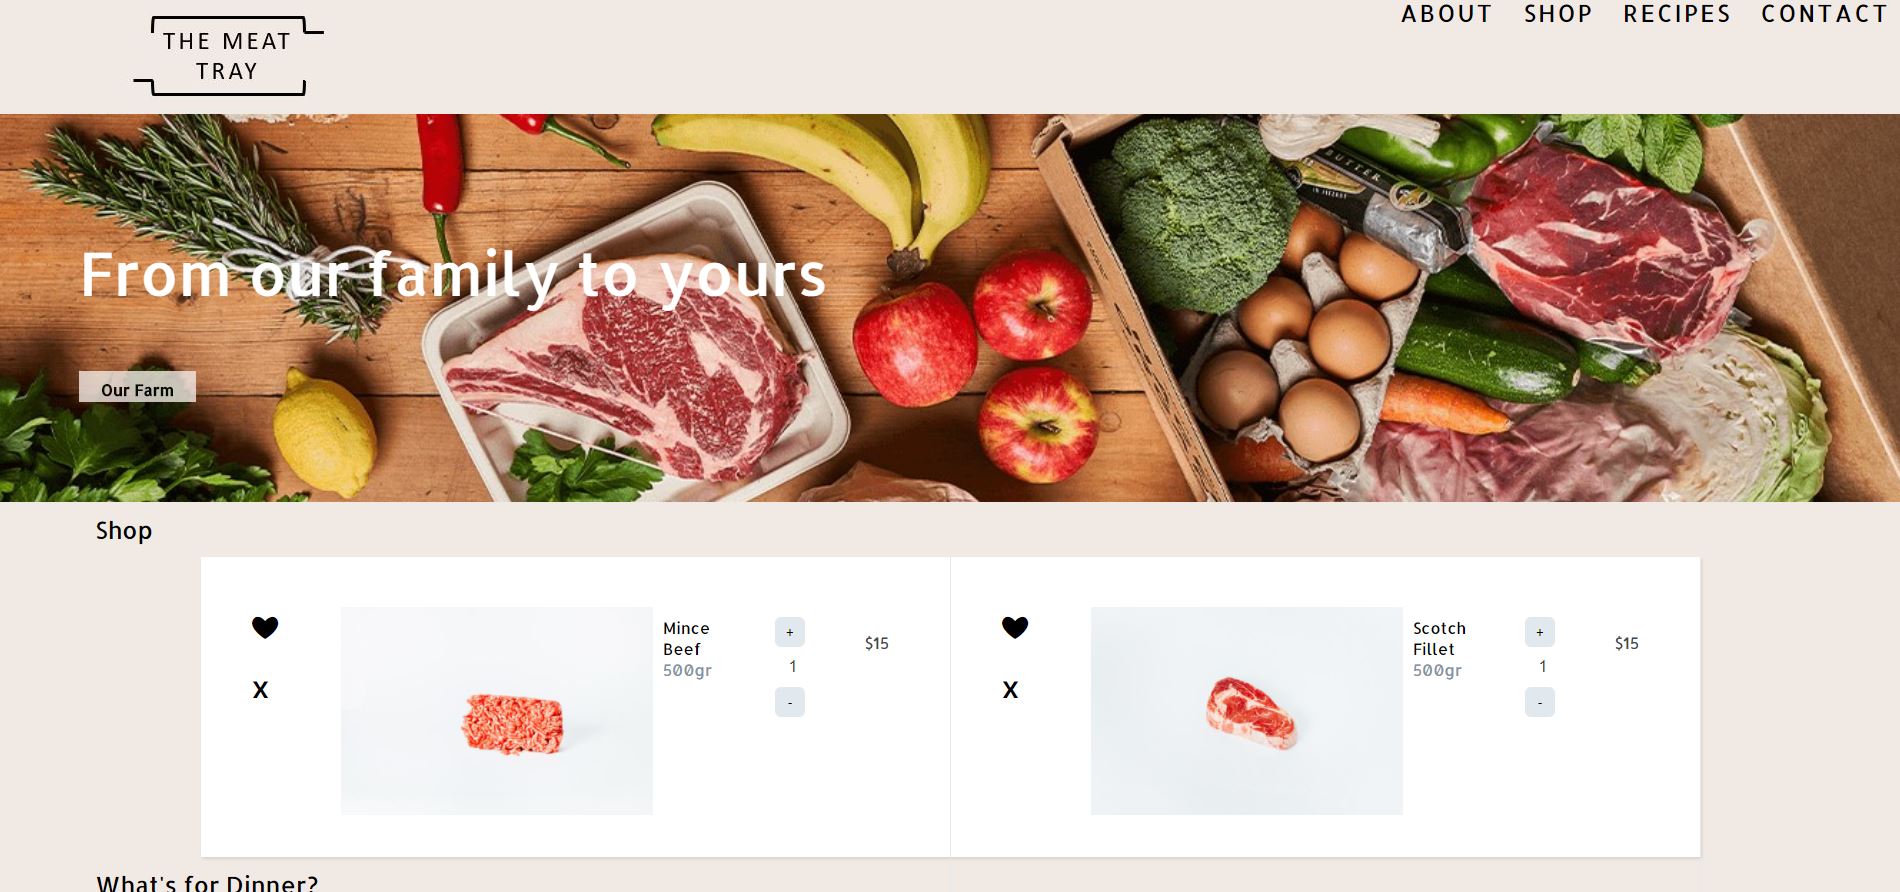 THE MEAT
TRAY
ABOUT SHOP RECIPES CONTACT
BUTTER
From our family to yours
Our Farm
Shop
Mince
Beef
500gr
+
1
-
$15
X
Scotch
Fillet
500gr
+
1
-
$15
X
What's for Dinner?